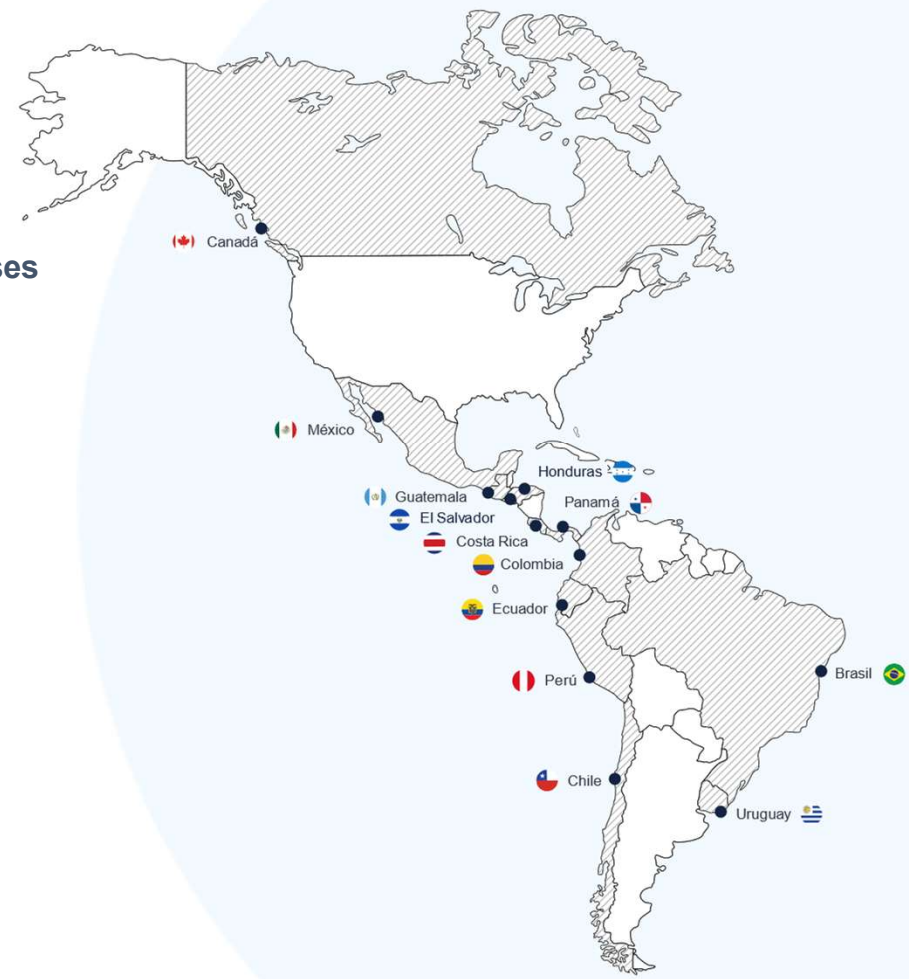 Canadá
ses
México
Honduras
Guatemala
Panamá
El Salvador
Costa Rica
Colombia
Ecuador
Brasil
Perú
Chile
Uruguay